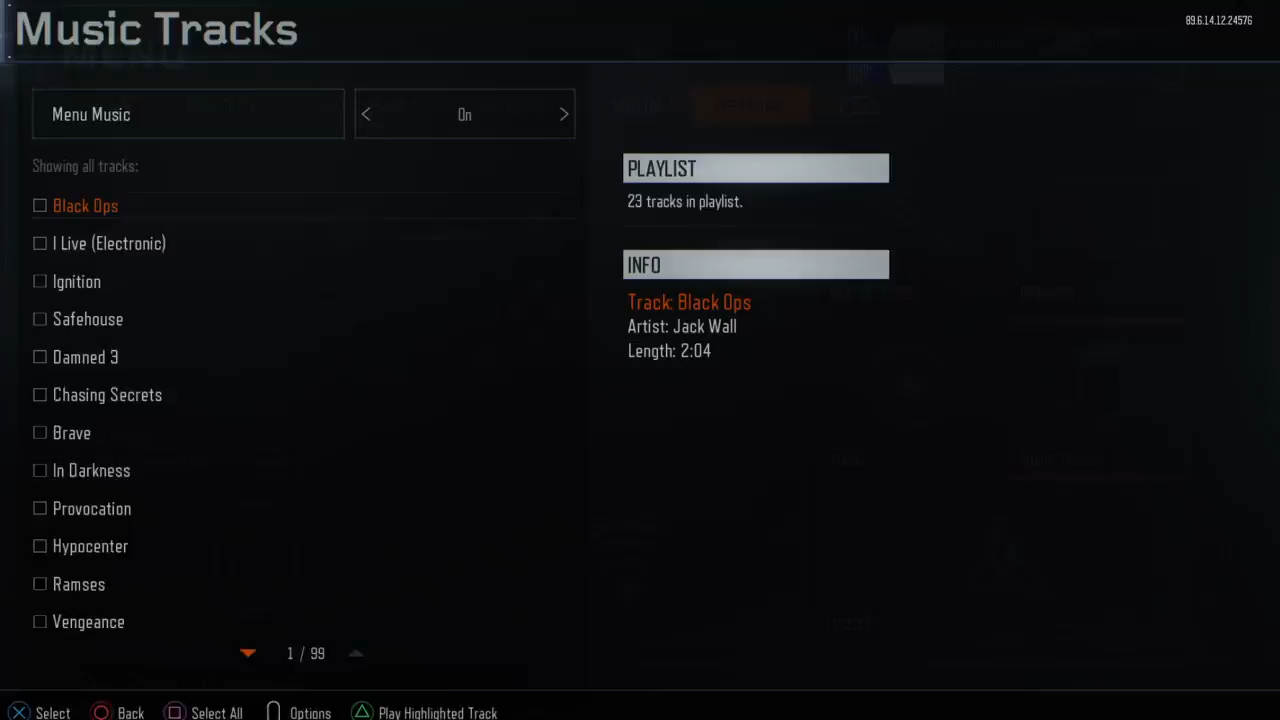 Music Tracks
89.6.14.12.24576
Menu Music
On
Showing all tracks:
Black Ops
I Live (Electronic)
Ignition
Safehouse
Damned 3
Chasing Secrets
Brave
In Darkness
Provocation
Hypocenter
Ramses
Vengeance
1 / 99
PLAYLIST
23 tracks in playlist.
INFO
Track: Black Ops
Artist: Jack Wall
Length: 2:04
Select Back Select All Options Play Highlighted Track